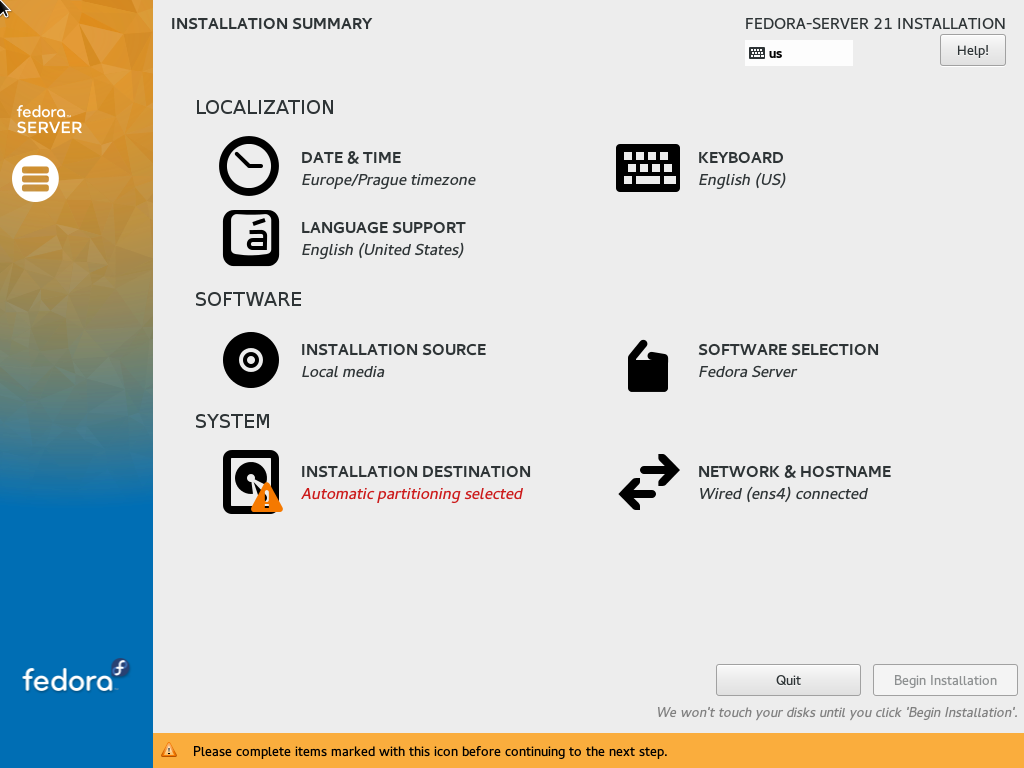 INSTALLATION SUMMARY
FEDORA-SERVER 21 INSTALLATION
us
Help!
fedora
SERVER
LOCALIZATION
DATE & TIME
Europe/Prague timezone
KEYBOARD
English (US)
á
LANGUAGE SUPPORT
English (United States)
SOFTWARE
INSTALLATION SOURCE
Local media
SOFTWARE SELECTION
Fedora Server
SYSTEM
INSTALLATION DESTINATION
Automatic partitioning selected
NETWORK & HOSTNAME
Wired (ens4) connected
fedora
Quit
Begin Installation
We won't touch your disks until you click 'Begin Installation'.
Please complete items marked with this icon before continuing to the next step.